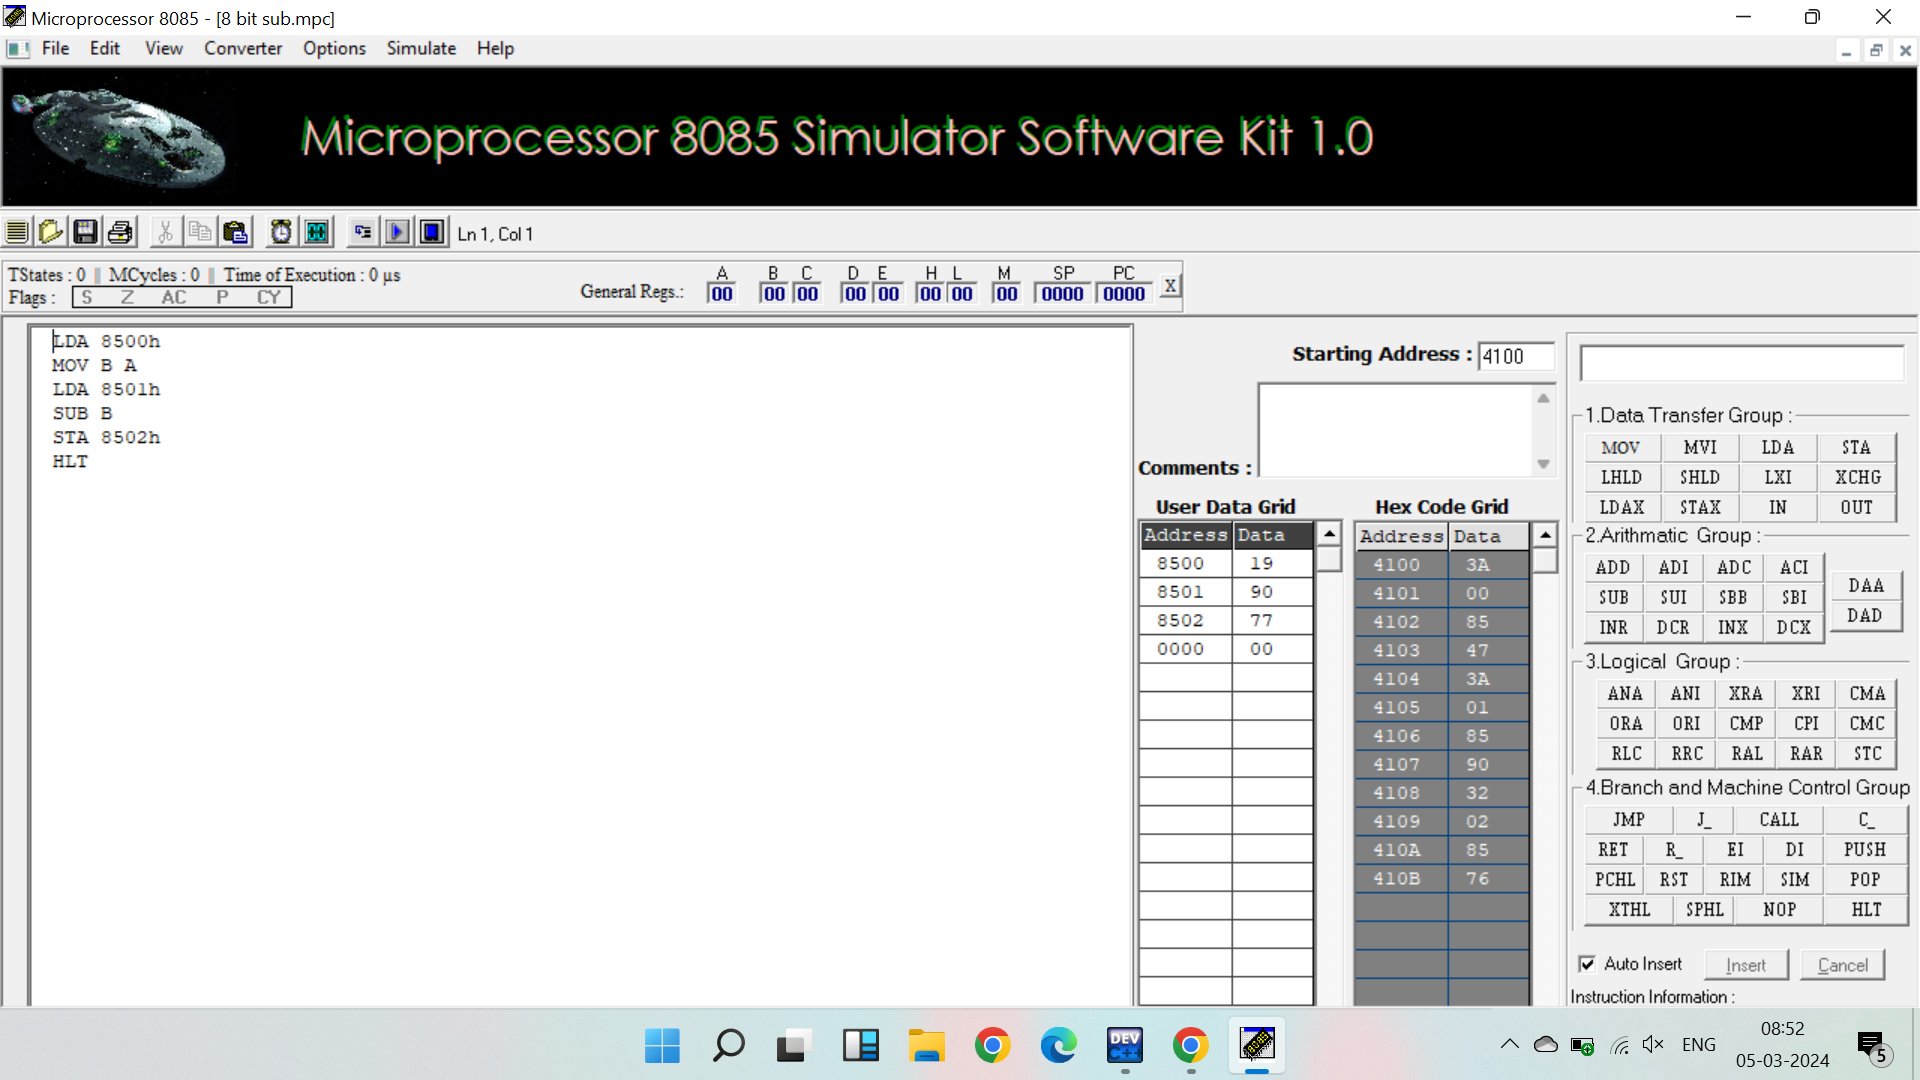 Microprocessor 8085 - [8 bit sub.mpc]
File Edit View Converter Options Simulate Help
Microprocessor 8085 Simulator Software Kit 1.0
Ln 1, Col 1
TStates : 0 || MCycles : 0 || Time of Execution : 0 µs
Flags : S Z AC P CY
General Regs.:
A B C D E H L M SP PC
00 00 00 00 00 00 00 00 0000 0000
X
LDA 8500h
MOV B A
LDA 8501h
SUB B
STA 8502h
HLT
Starting Address : 4100
Comments :
User Data Grid
Address Data
8500 19
8501 90
8502 77
0000 00
Hex Code Grid
Address Data
4100 3A
4101 00
4102 85
4103 47
4104 3A
4105 01
4106 85
4107 90
4108 32
4109 02
410A 85
410B 76
1.Data Transfer Group :
MOV MVI LDA STA
LHLD SHLD LXI XCHG
LDAX STAX IN OUT
2.Arithmatic Group :
ADD ADI ADC ACI
SUB SUI SBB SBI
INR DCR INX DCX
DAA
DAD
3.Logical Group :
ANA ANI XRA XRI CMA
ORA ORI CMP CPI CMC
RLC RRC RAL RAR STC
4.Branch and Machine Control Group
JMP J_ CALL C_
RET R_ EI DI PUSH
PCHL RST RIM SIM POP
XTHL SPHL NOP HLT
Auto Insert Insert Cancel
Instruction Information :
DEV
C++
8085
ENG
08:52
05-03-2024
5